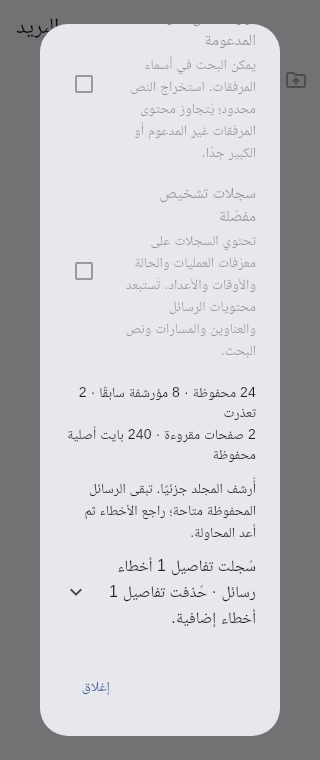 البريد
المدعومة
يمكن البحث في أسماء
المرفقات. استخراج النص
محدود؛ يُتجاوز محتوى
المرفقات غير المدعوم أو
الكبير جدًا.
سجلات تشخيص
مفصّلة
تحتوي السجلات على
معرّفات العمليات والحالة
والأوقات والأعداد. تُستبعد
محتويات الرسائل
والعناوين والمسارات ونص
البحث.
24 محفوظة · 8 مؤرشفة سابقًا · 2
تعذرت
2 صفحات مقروءة · 240 بايت أصلية
محفوظة
أُرشف المجلد جزئيًا. تبقى الرسائل
المحفوظة متاحة؛ راجع الأخطاء ثم
أعد المحاولة.
سُجلت تفاصيل 1 أخطاء
رسائل · حُذفت تفاصيل 1
أخطاء إضافية.
إغلاق